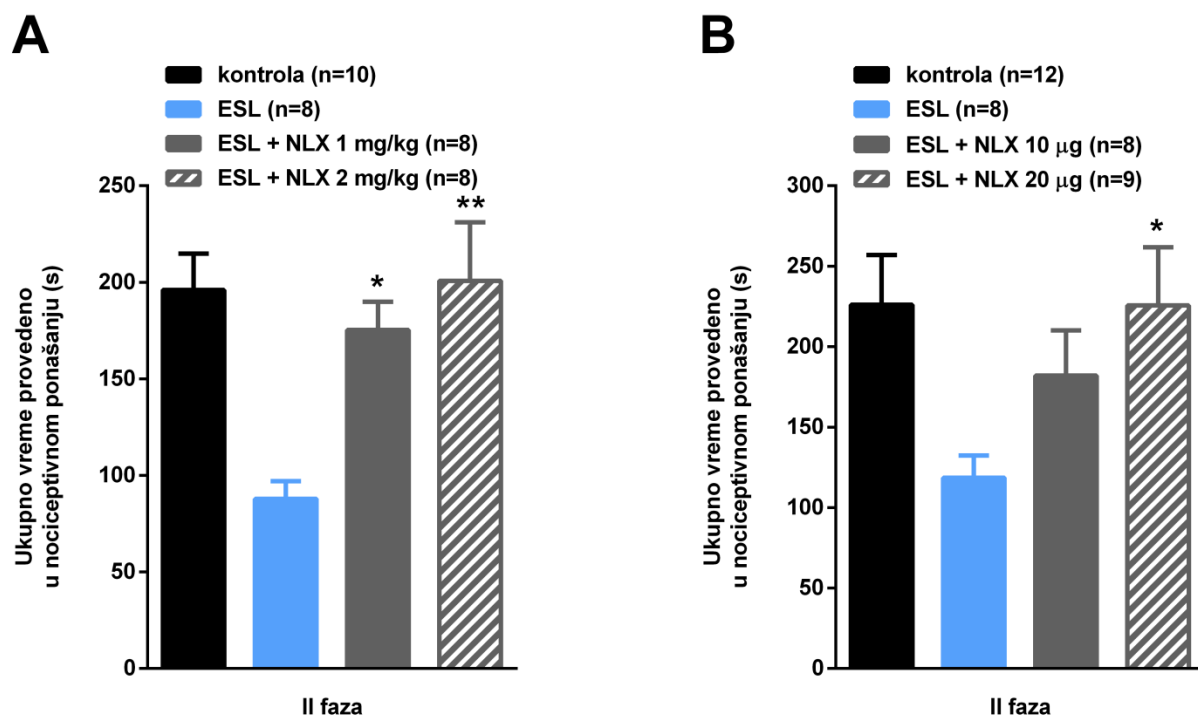 A
kontrola (n=10)
ESL (n=8)
ESL + NLX 1 mg/kg (n=8)
ESL + NLX 2 mg/kg (n=8)
Ukupno vreme provedeno
u nociceptivnom ponašanju (s)
250
200
150
100
50
0
*
**
II faza
B
kontrola (n=12)
ESL (n=8)
ESL + NLX 10 μg (n=8)
ESL + NLX 20 μg (n=9)
Ukupno vreme provedeno
u nociceptivnom ponašanju (s)
300
250
200
150
100
50
0
*
II faza